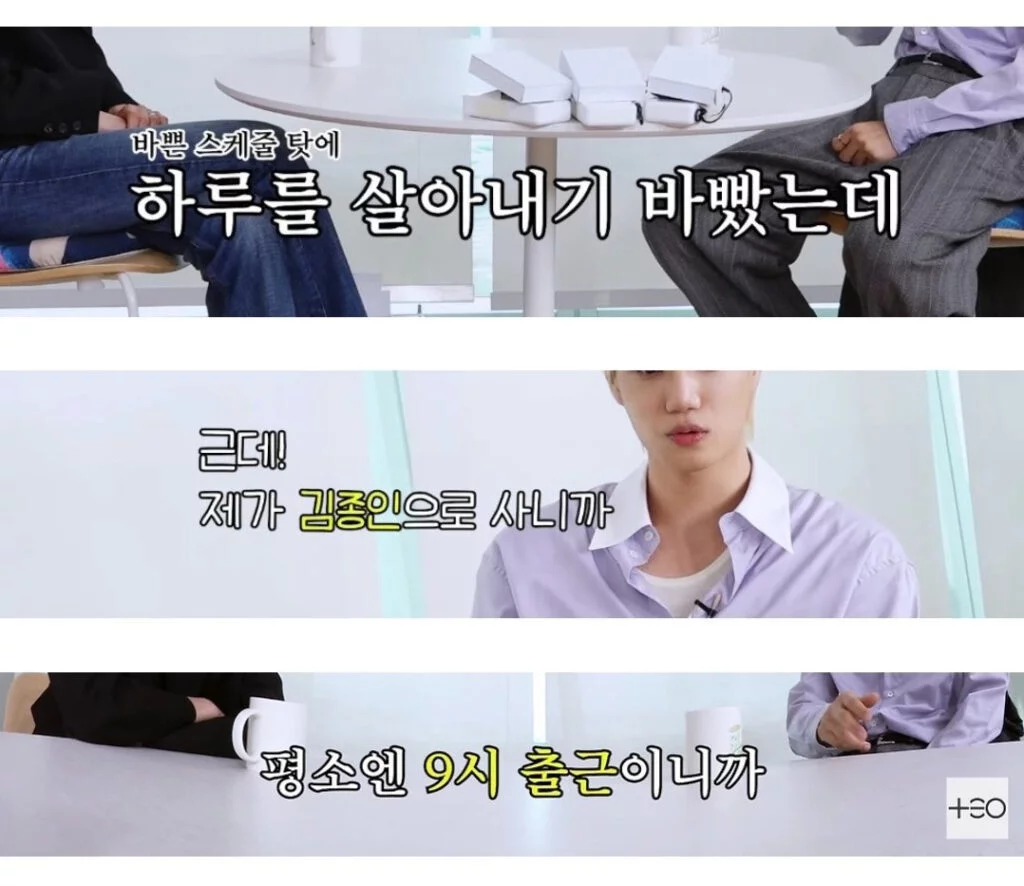 바쁜 스케줄 탓에
하루를 살아내기 바빴는데
근데!
제가 김종인으로 사니까
평소엔 9시 출근이니까
TEO